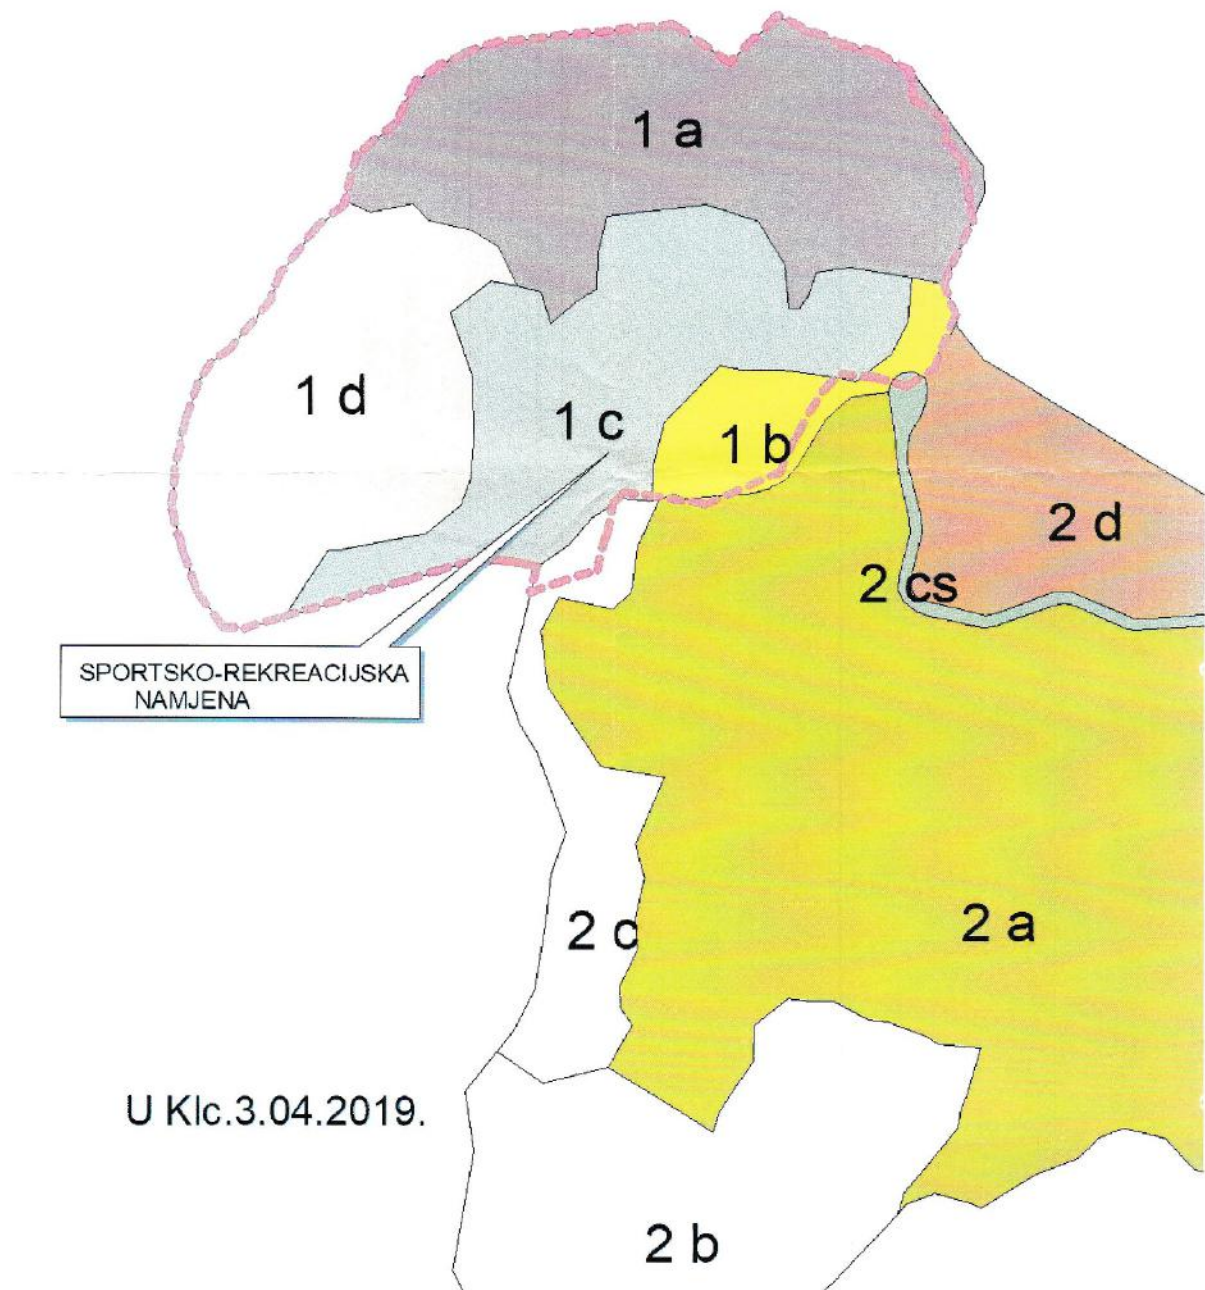 1 a
1 d
1 c
1 b
2 d
2 cs
SPORTSKO-REKREACIJSKA
NAMJENA
2 c
2 a
U Klc.3.04.2019.
2 b